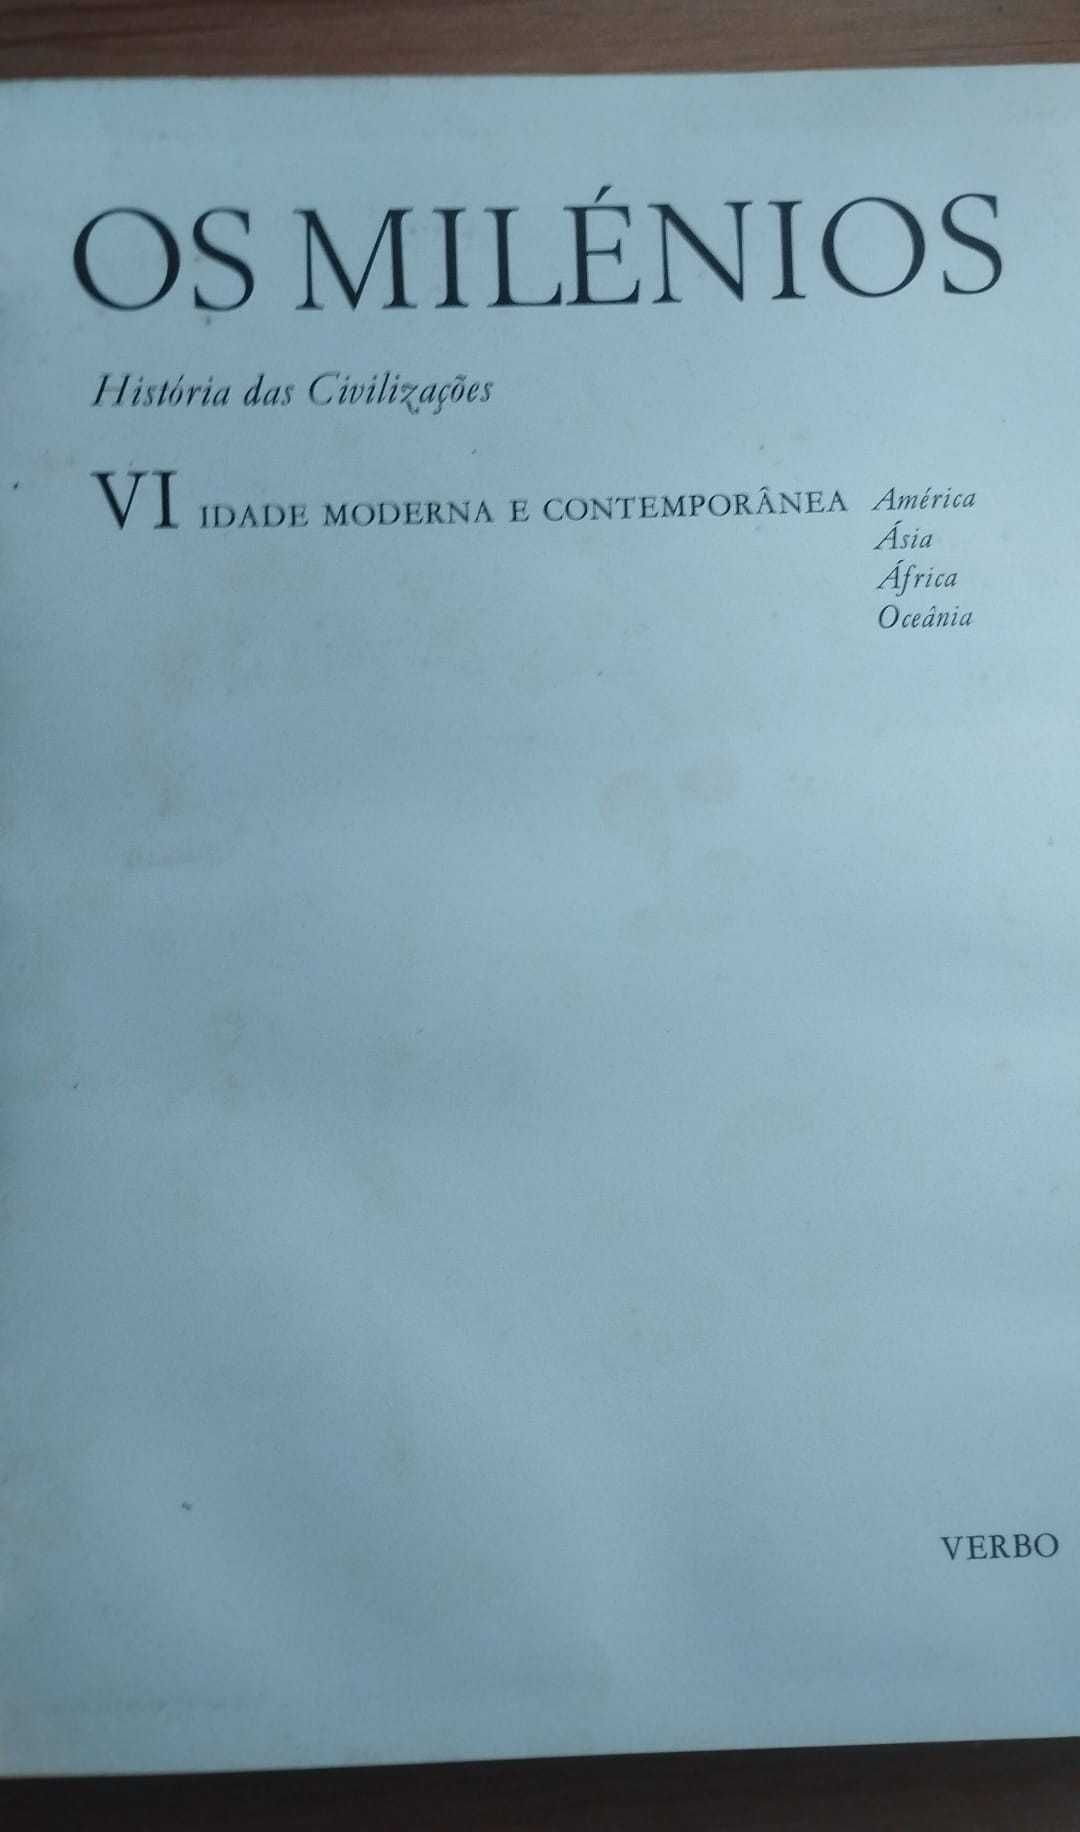 OS MILÉNIOS
História das Civilizações
VI IDADE MODERNA E CONTEMPORÂNEA América
Ásia
África
Oceânia
VERBO